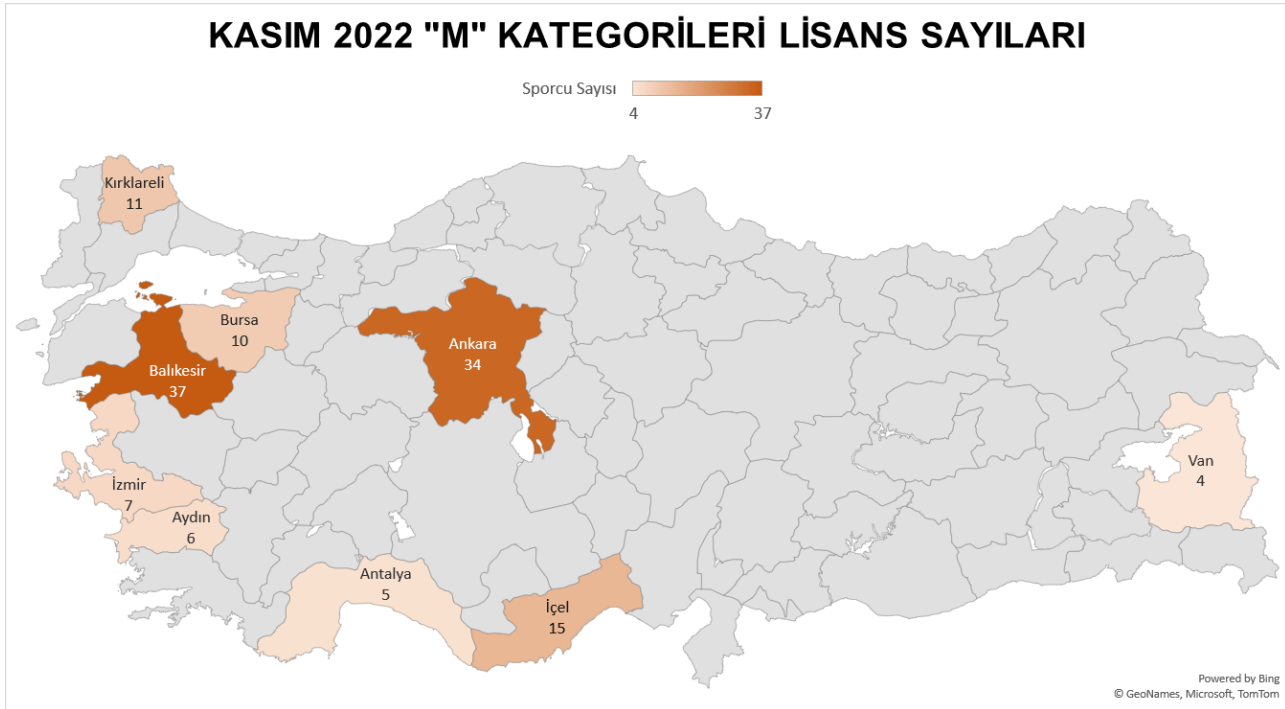 KASIM 2022 "M" KATEGORİLERİ LİSANS SAYILARI
Sporcu Sayısı
4 37
Kırklareli
11
Bursa
10
Balıkesir
37
Ankara
34
İzmir
7
Aydın
6
Antalya
5
İçel
15
Van
4
Powered by Bing
© GeoNames, Microsoft, TomTom